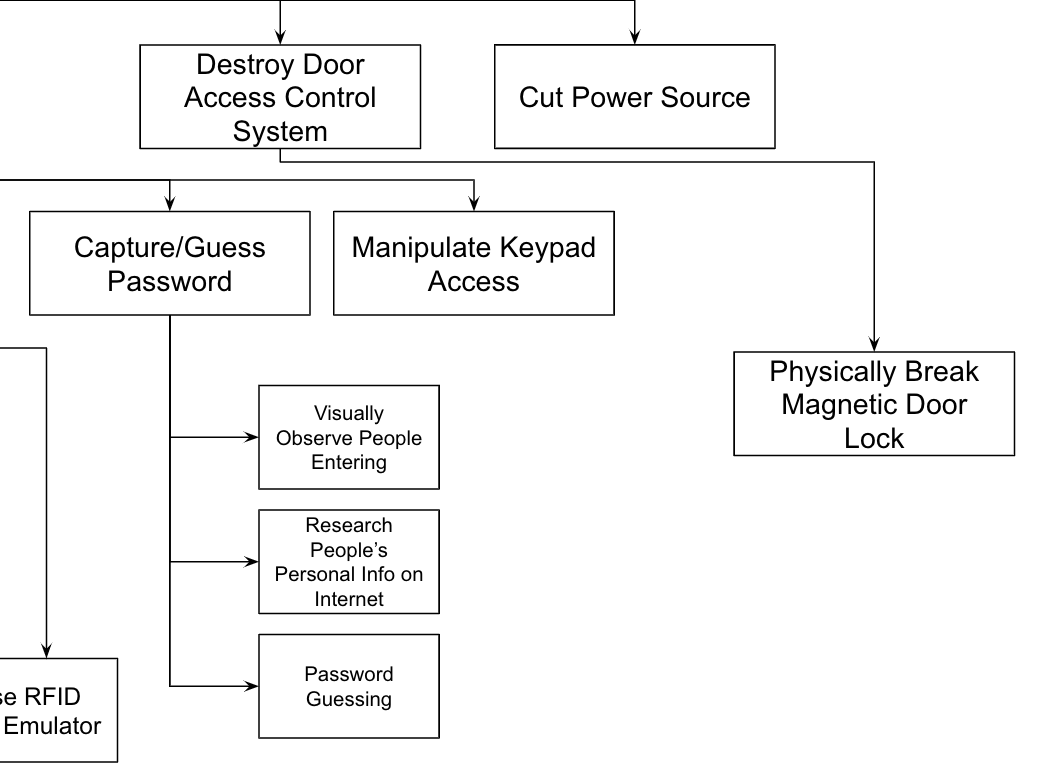 Destroy Door
Access Control
System
Cut Power Source
Capture/Guess
Password
Manipulate Keypad
Access
Physically Break
Magnetic Door
Lock
Visually
Observe People
Entering
Research
People’s
Personal Info on
Internet
Password
Guessing
RFID
Emulator